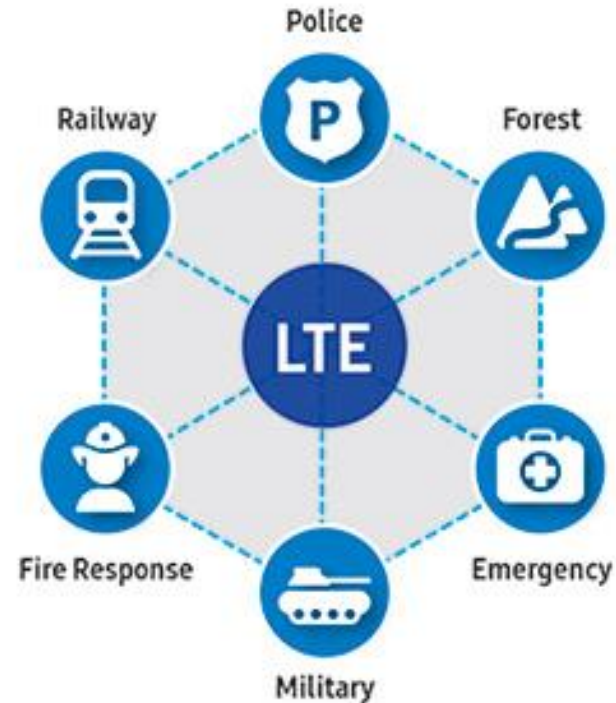 Police
P
Railway
Forest
LTE
Fire Response
Emergency
Military